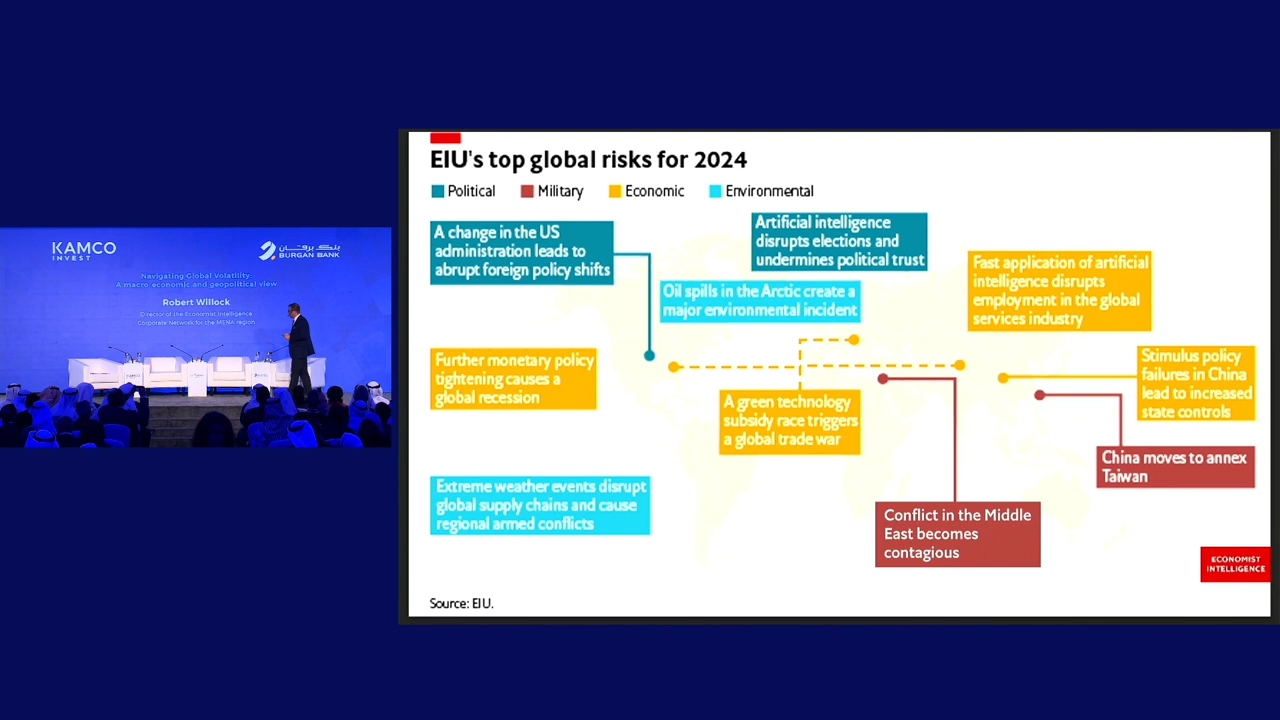 KAMCO
INVEST
بنك برقان
BURGAN BANK
Navigating Global Volatility:
A macro economic and geopolitical view
Robert Willock
Director of the Economist Intelligence
Corporate Network for the MENA region
EIU's top global risks for 2024
Political
Military
Economic
Environmental
A change in the US
administration leads to
abrupt foreign policy shifts
Artificial intelligence
disrupts elections and
undermines political trust
Oil spills in the Arctic create a
major environmental incident
Fast application of artificial
intelligence disrupts
employment in the global
services industry
Further monetary policy
tightening causes a
global recession
A green technology
subsidy race triggers
a global trade war
Stimulus policy
failures in China
lead to increased
state controls
China moves to annex
Taiwan
Extreme weather events disrupt
global supply chains and cause
regional armed conflicts
Conflict in the Middle
East becomes
contagious
ECONOMIST
INTELLIGENCE
Source: EIU.